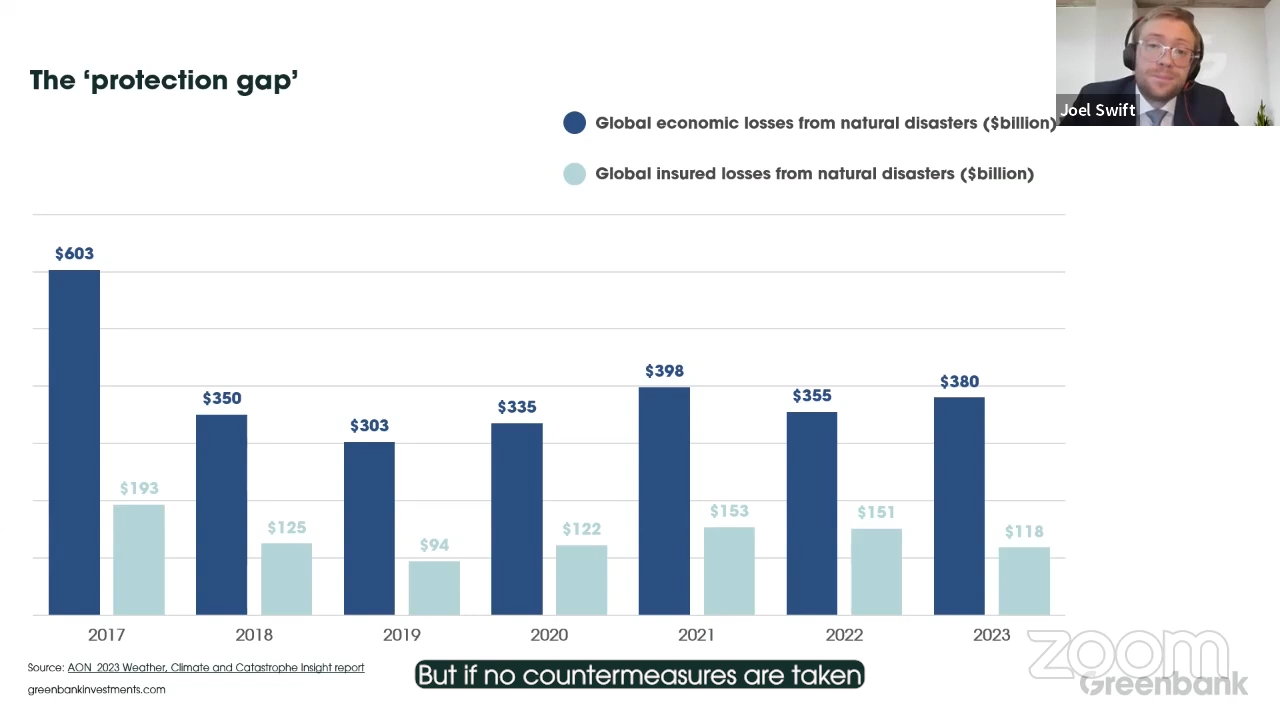 The ‘protection gap’
Joel Swift
Global economic losses from natural disasters ($billion)
Global insured losses from natural disasters ($billion)
$603
$193
$350
$125
$303
$94
$335
$122
$398
$153
$355
$151
$380
$118
2017 2018 2019 2020 2021 2022 2023
Source: AON 2023 Weather, Climate and Catastrophe Insight report
greenbankinvestments.com
But if no countermeasures are taken
zoom
Greenbank